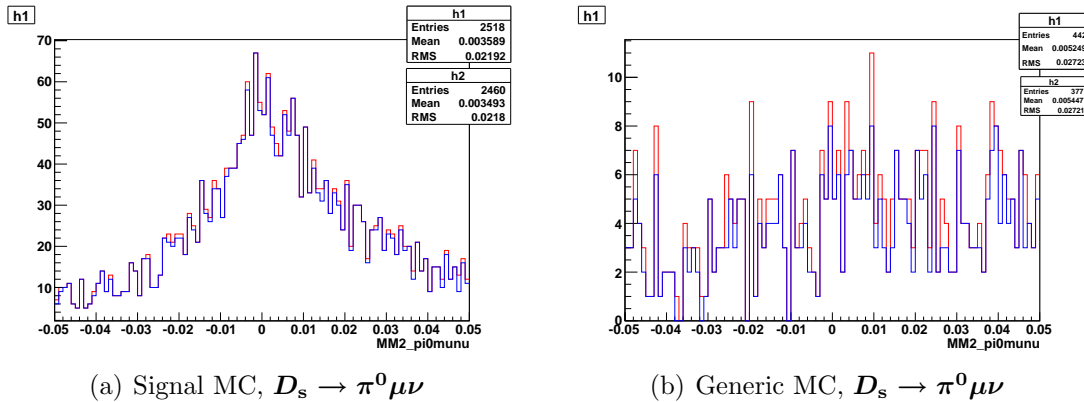 h1
h1
Entries 2518
Mean 0.003589
RMS 0.02192
h2
Entries 2460
Mean 0.003493
RMS 0.0218
70
60
50
40
30
20
10
-0.05 -0.04 -0.03 -0.02 -0.01 0 0.01 0.02 0.03 0.04 0.05
MM2_pi0munu
(a) Signal MC, Dₛ → π⁰μν
h1
h1
Entries 442
Mean 0.005249
RMS 0.02723
h2
Entries 377
Mean 0.005447
RMS 0.02721
10
8
6
4
2
0
-0.05 -0.04 -0.03 -0.02 -0.01 0 0.01 0.02 0.03 0.04 0.05
MM2_pi0munu
(b) Generic MC, Dₛ → π⁰μν